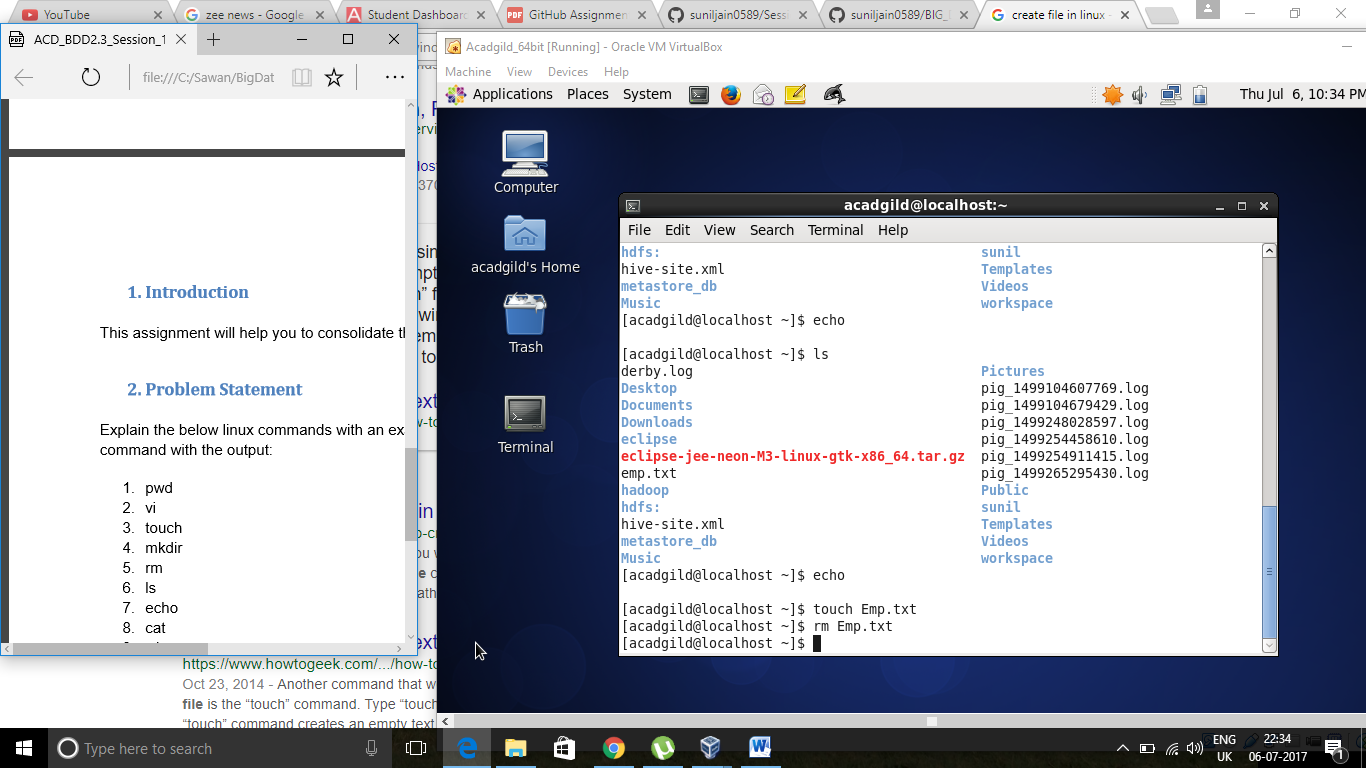 YouTube
zee news - Google
Student Dashboar
GitHub Assignmen
suniljain0589/Sess
suniljain0589/BIG_
create file in linux -
ACD_BDD2.3_Session_1
file:///C:/Sawan/BigDat
1. Introduction
This assignment will help you to consolidate th
2. Problem Statement
Explain the below linux commands with an ex
command with the output:
1. pwd
2. vi
3. touch
4. mkdir
5. rm
6. ls
7. echo
8. cat
https://www.howtogeek.com/.../how-to
Oct 23, 2014 - Another command that w
file is the “touch” command. Type “touch
“touch” command creates an empty text
Acadgild_64bit [Running] - Oracle VM VirtualBox
Machine View Devices Help
Applications Places System
Thu Jul 6, 10:34 PM
Computer
acadgild's Home
Trash
Terminal
acadgild@localhost:~
File Edit View Search Terminal Help
hdfs: sunil
hive-site.xml Templates
metastore_db Videos
Music workspace
[acadgild@localhost ~]$ echo
[acadgild@localhost ~]$ ls
derby.log Pictures
Desktop pig_1499104607769.log
Documents pig_1499104679429.log
Downloads pig_1499248028597.log
eclipse pig_1499254458610.log
eclipse-jee-neon-M3-linux-gtk-x86_64.tar.gz pig_1499254911415.log
emp.txt pig_1499265295430.log
hadoop Public
hdfs: sunil
hive-site.xml Templates
metastore_db Videos
Music workspace
[acadgild@localhost ~]$ echo
[acadgild@localhost ~]$ touch Emp.txt
[acadgild@localhost ~]$ rm Emp.txt
[acadgild@localhost ~]$
Type here to search
ENG
UK
22:34
06-07-2017
1